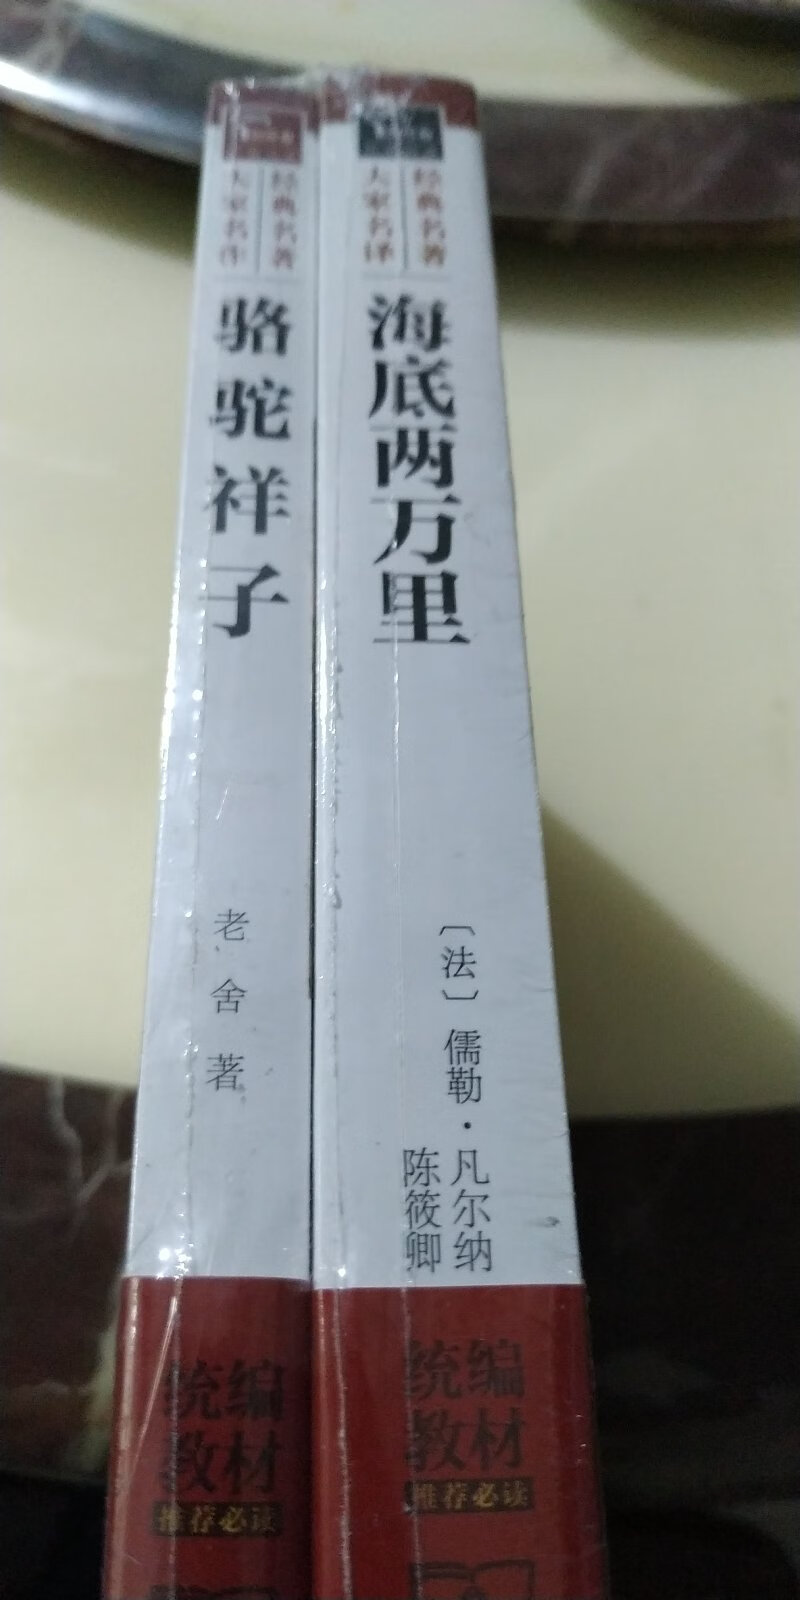 经典名著
大家名作
骆驼祥子
老舍著
统编
教材
推荐必读
经典名著
大家名译
海底两万里
〔法〕儒勒·凡尔纳
陈筱卿
统编
教材
推荐必读